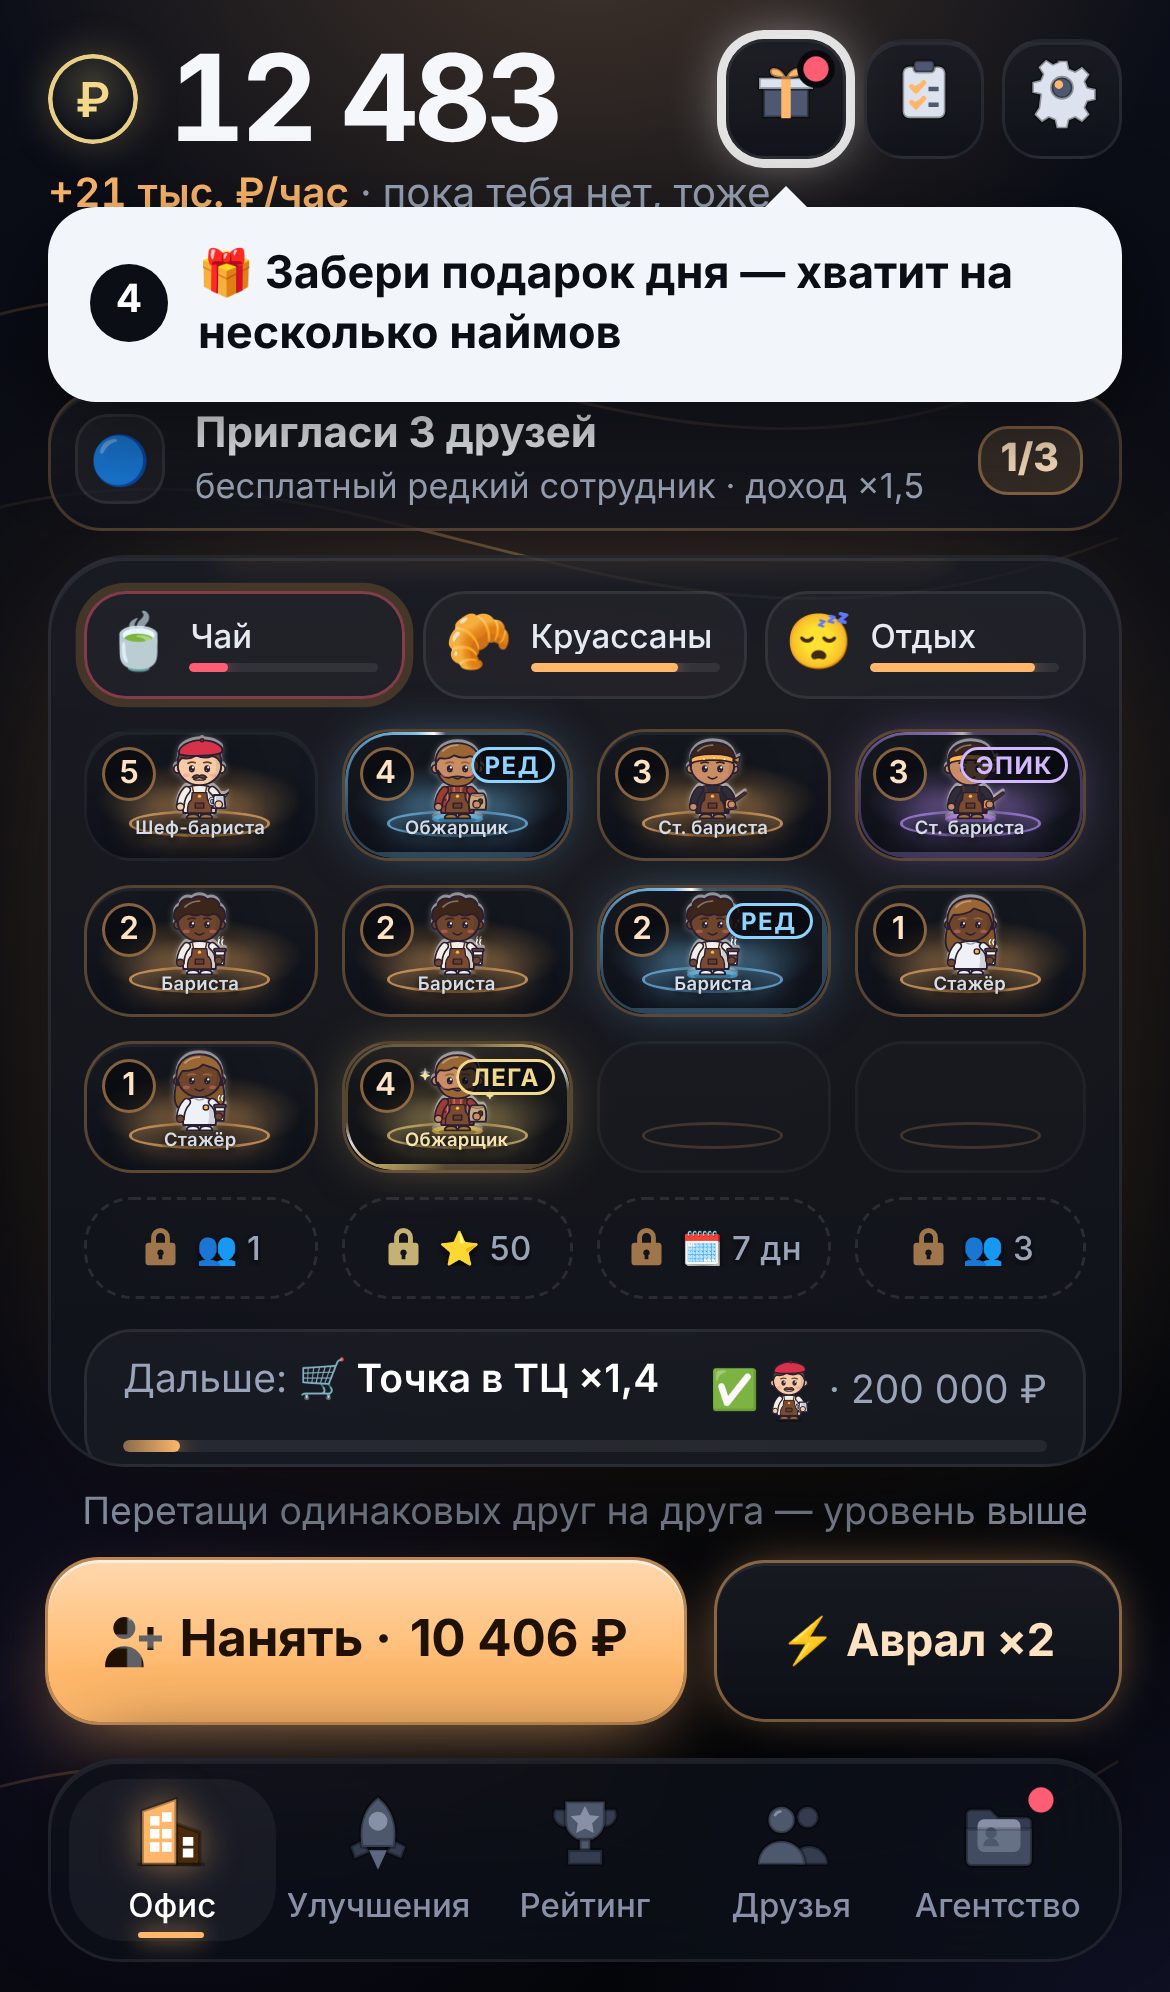 ₽ 12 483
+21 тыс. ₽/час · пока тебя нет, тоже
4
🎁 Забери подарок дня — хватит на
несколько наймов
Пригласи 3 друзей
бесплатный редкий сотрудник · доход ×1,5
1/3
Чай
Круассаны
Отдых
5 Шеф-бариста
4 РЕД Обжарщик
3 Ст. бариста
3 ЭПИК Ст. бариста
2 Бариста
2 Бариста
2 РЕД Бариста
1 Стажёр
1 Стажёр
4 ЛЕГА Обжарщик
🔒 👥 1
🔒 ⭐ 50
🔒 🗓 7 дн
🔒 👥 3
Дальше: 🛒 Точка в ТЦ ×1,4
✅ · 200 000 ₽
Перетащи одинаковых друг на друга — уровень выше
Нанять · 10 406 ₽
⚡ Аврал ×2
Офис
Улучшения
Рейтинг
Друзья
Агентство